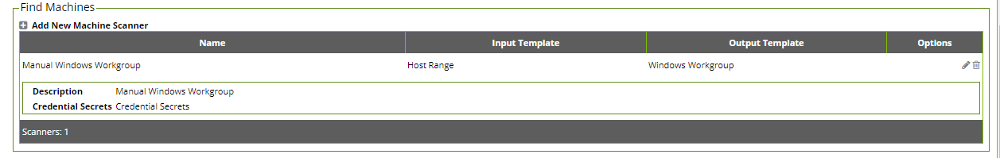 Find Machines
Add New Machine Scanner
Name Input Template Output Template Options
Manual Windows Workgroup Host Range Windows Workgroup
Description Manual Windows Workgroup
Credential Secrets Credential Secrets
Scanners: 1